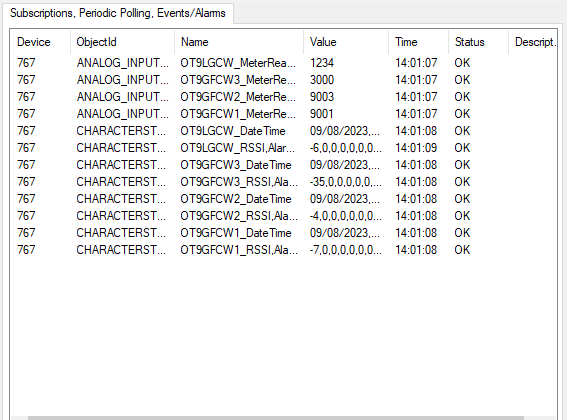 Subscriptions, Periodic Polling, Events/Alarms
Device ObjectId Name Value Time Status Descript...
767 ANALOG_INPUT... OT9LGCW_MeterRea... 1234 14:01:07 OK
767 ANALOG_INPUT... OT9GFCW3_MeterRe... 3000 14:01:07 OK
767 ANALOG_INPUT... OT9GFCW2_MeterRe... 9003 14:01:07 OK
767 ANALOG_INPUT... OT9GFCW1_MeterRe... 9001 14:01:07 OK
767 CHARACTERST... OT9LGCW_DateTime 09/08/2023,... 14:01:08 OK
767 CHARACTERST... OT9LGCW_RSSI,Alar... -6,0,0,0,0,0,0... 14:01:09 OK
767 CHARACTERST... OT9GFCW3_DateTime 09/08/2023,... 14:01:08 OK
767 CHARACTERST... OT9GFCW3_RSSI,Ala... -35,0,0,0,0,0,... 14:01:08 OK
767 CHARACTERST... OT9GFCW2_DateTime 09/08/2023,... 14:01:08 OK
767 CHARACTERST... OT9GFCW2_RSSI,Ala... -4,0,0,0,0,0,0... 14:01:08 OK
767 CHARACTERST... OT9GFCW1_DateTime 09/08/2023,... 14:01:08 OK
767 CHARACTERST... OT9GFCW1_RSSI,Ala... -7,0,0,0,0,0,0... 14:01:08 OK